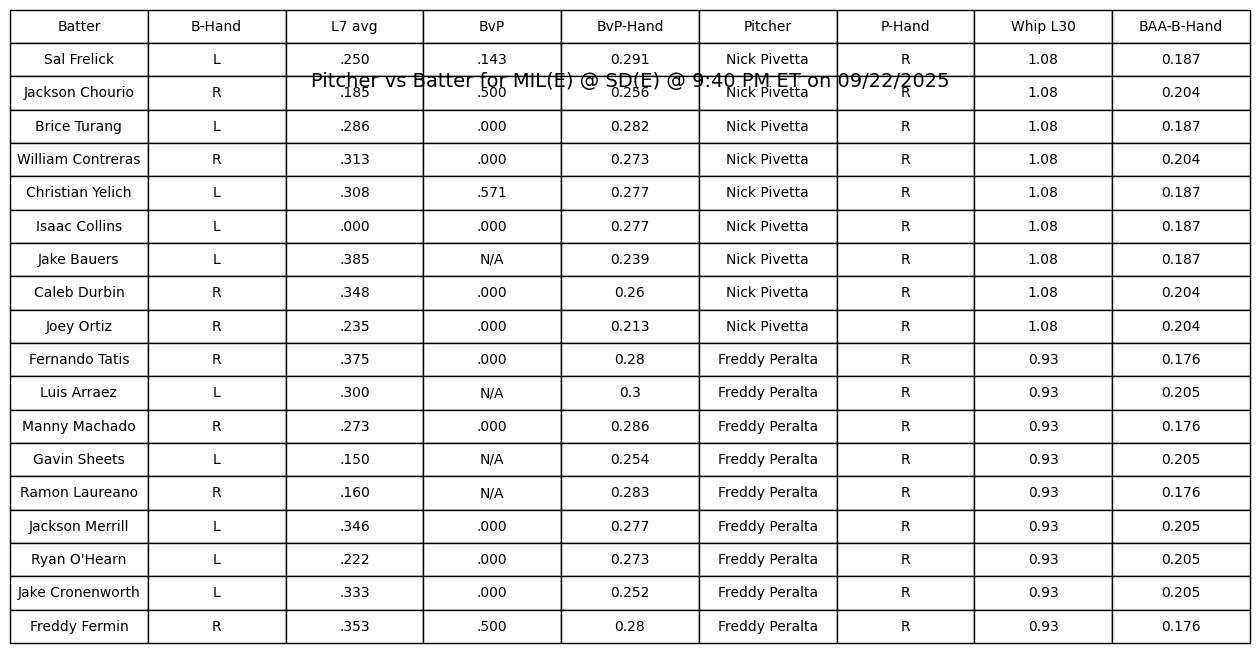 Batter B-Hand L7 avg BvP BvP-Hand Pitcher P-Hand Whip L30 BAA-B-Hand
Sal Frelick L .250 .143 0.291 Nick Pivetta R 1.08 0.187
Pitcher vs Batter for MIL(E) @ SD(E) @ 9:40 PM ET on 09/22/2025
Jackson Chourio R .185 .500 0.256 Nick Pivetta R 1.08 0.204
Brice Turang L .286 .000 0.282 Nick Pivetta R 1.08 0.187
William Contreras R .313 .000 0.273 Nick Pivetta R 1.08 0.204
Christian Yelich L .308 .571 0.277 Nick Pivetta R 1.08 0.187
Isaac Collins L .000 .000 0.277 Nick Pivetta R 1.08 0.187
Jake Bauers L .385 N/A 0.239 Nick Pivetta R 1.08 0.187
Caleb Durbin R .348 .000 0.26 Nick Pivetta R 1.08 0.204
Joey Ortiz R .235 .000 0.213 Nick Pivetta R 1.08 0.204
Fernando Tatis R .375 .000 0.28 Freddy Peralta R 0.93 0.176
Luis Arraez L .300 N/A 0.3 Freddy Peralta R 0.93 0.205
Manny Machado R .273 .000 0.286 Freddy Peralta R 0.93 0.176
Gavin Sheets L .150 N/A 0.254 Freddy Peralta R 0.93 0.205
Ramon Laureano R .160 N/A 0.283 Freddy Peralta R 0.93 0.176
Jackson Merrill L .346 .000 0.277 Freddy Peralta R 0.93 0.205
Ryan O'Hearn L .222 .000 0.273 Freddy Peralta R 0.93 0.205
Jake Cronenworth L .333 .000 0.252 Freddy Peralta R 0.93 0.205
Freddy Fermin R .353 .500 0.28 Freddy Peralta R 0.93 0.176